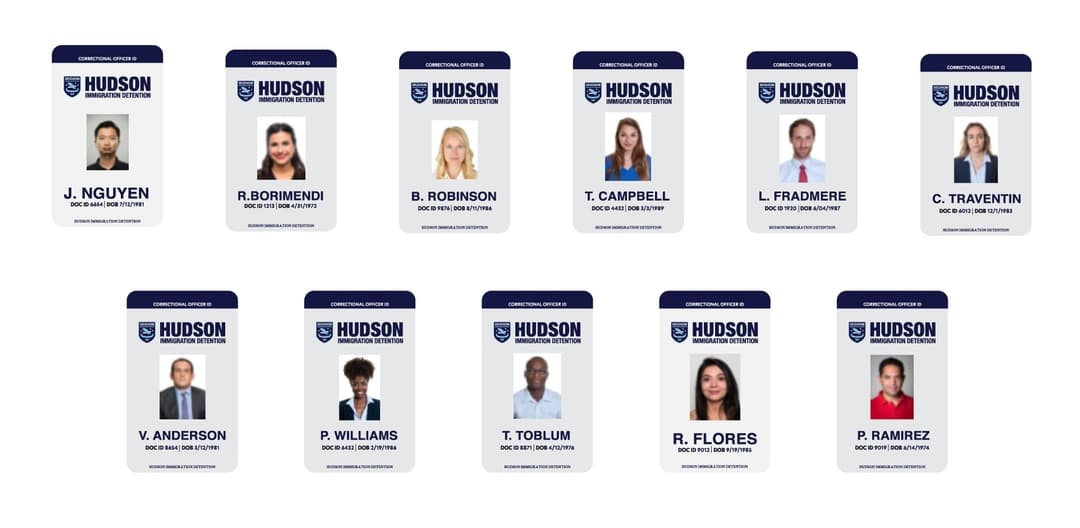 CORRECTIONAL OFFICER ID
HUDSON
IMMIGRATION DETENTION
J. NGUYEN
DOC ID 6654 | DOB 7/12/1981
HUDSON IMMIGRATION DETENTION
CORRECTIONAL OFFICER ID
HUDSON
IMMIGRATION DETENTION
R.BORIMENDI
DOC ID 1213 | DOB 4/31/1972
HUDSON IMMIGRATION DETENTION
CORRECTIONAL OFFICER ID
HUDSON
IMMIGRATION DETENTION
B. ROBINSON
DOC ID 9876 | DOB 8/11/1986
HUDSON IMMIGRATION DETENTION
CORRECTIONAL OFFICER ID
HUDSON
IMMIGRATION DETENTION
T. CAMPBELL
DOC ID 4432 | DOB 3/3/1989
HUDSON IMMIGRATION DETENTION
CORRECTIONAL OFFICER ID
HUDSON
IMMIGRATION DETENTION
L. FRADMERE
DOC ID 1920 | DOB 6/04/1987
HUDSON IMMIGRATION DETENTION
CORRECTIONAL OFFICER ID
HUDSON
IMMIGRATION DETENTION
C. TRAVENTIN
DOC ID 6012 | DOB 12/1/1983
HUDSON IMMIGRATION DETENTION
CORRECTIONAL OFFICER ID
HUDSON
IMMIGRATION DETENTION
V. ANDERSON
DOC ID 8654 | DOB 5/12/1981
HUDSON IMMIGRATION DETENTION
CORRECTIONAL OFFICER ID
HUDSON
IMMIGRATION DETENTION
P. WILLIAMS
DOC ID 6432 | DOB 2/19/1986
HUDSON IMMIGRATION DETENTION
CORRECTIONAL OFFICER ID
HUDSON
IMMIGRATION DETENTION
T. TOBLUM
DOC ID 8871 | DOB 4/12/1976
HUDSON IMMIGRATION DETENTION
CORRECTIONAL OFFICER ID
HUDSON
IMMIGRATION DETENTION
R. FLORES
DOC ID 9012 | DOB 9/19/1985
HUDSON IMMIGRATION DETENTION
CORRECTIONAL OFFICER ID
HUDSON
IMMIGRATION DETENTION
P. RAMIREZ
DOC ID 9019 | DOB 6/14/1974
HUDSON IMMIGRATION DETENTION